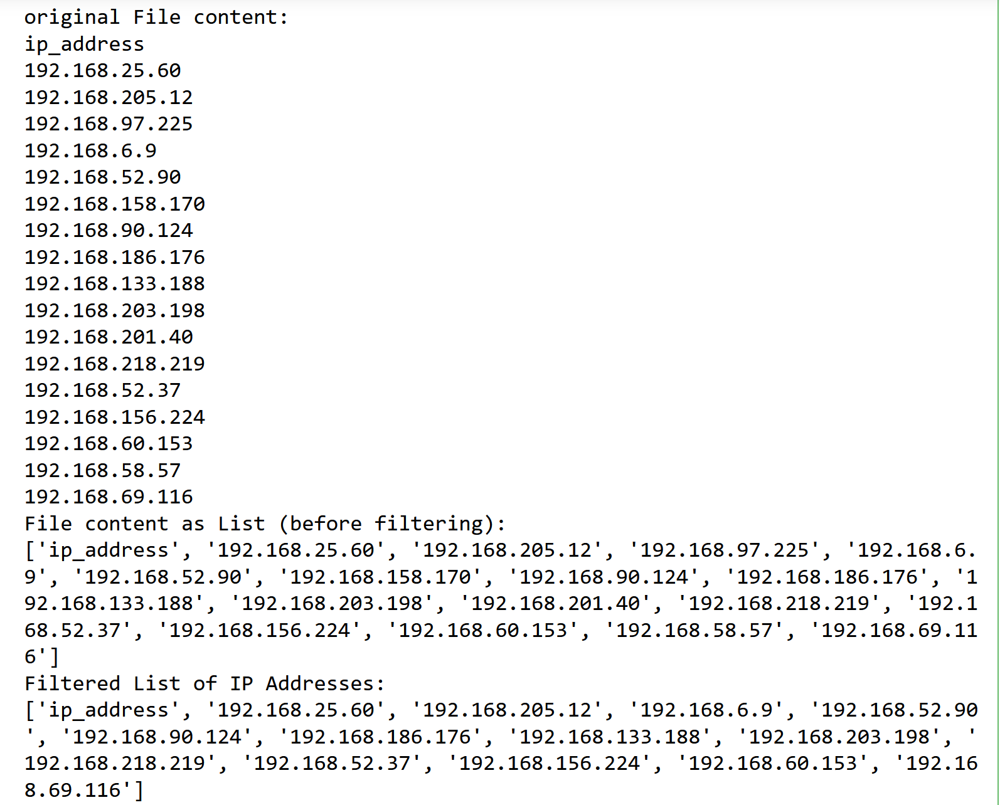 original File content:
ip_address
192.168.25.60
192.168.205.12
192.168.97.225
192.168.6.9
192.168.52.90
192.168.158.170
192.168.90.124
192.168.186.176
192.168.133.188
192.168.203.198
192.168.201.40
192.168.218.219
192.168.52.37
192.168.156.224
192.168.60.153
192.168.58.57
192.168.69.116
File content as List (before filtering):
['ip_address', '192.168.25.60', '192.168.205.12', '192.168.97.225', '192.168.6.
9', '192.168.52.90', '192.168.158.170', '192.168.90.124', '192.168.186.176', '1
92.168.133.188', '192.168.203.198', '192.168.201.40', '192.168.218.219', '192.1
68.52.37', '192.168.156.224', '192.168.60.153', '192.168.58.57', '192.168.69.11
6']
Filtered List of IP Addresses:
['ip_address', '192.168.25.60', '192.168.205.12', '192.168.6.9', '192.168.52.90
', '192.168.90.124', '192.168.186.176', '192.168.133.188', '192.168.203.198', '
192.168.218.219', '192.168.52.37', '192.168.156.224', '192.168.60.153', '192.16
8.69.116']